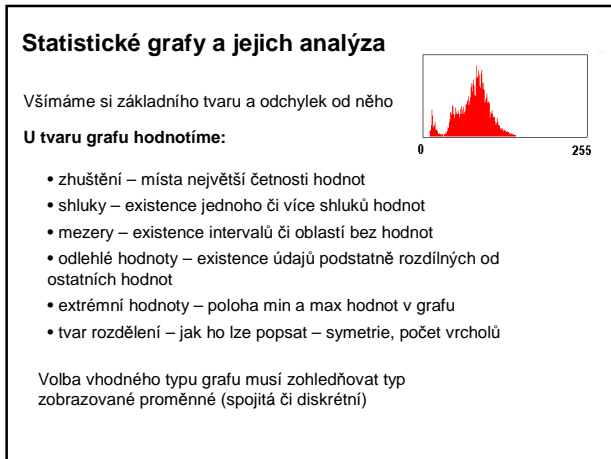 Statistické grafy a jejich analýza
Všímáme si základního tvaru a odchylek od něho
U tvaru grafu hodnotíme:
0 255
• zhuštění – místa největší četnosti hodnot
• shluky – existence jednoho či více shluků hodnot
• mezery – existence intervalů či oblastí bez hodnot
• odlehlé hodnoty – existence údajů podstatně rozdílných od
ostatních hodnot
• extrémní hodnoty – poloha min a max hodnot v grafu
• tvar rozdělení – jak ho lze popsat – symetrie, počet vrcholů
Volba vhodného typu grafu musí zohledňovat typ
zobrazované proměnné (spojitá či diskrétní)